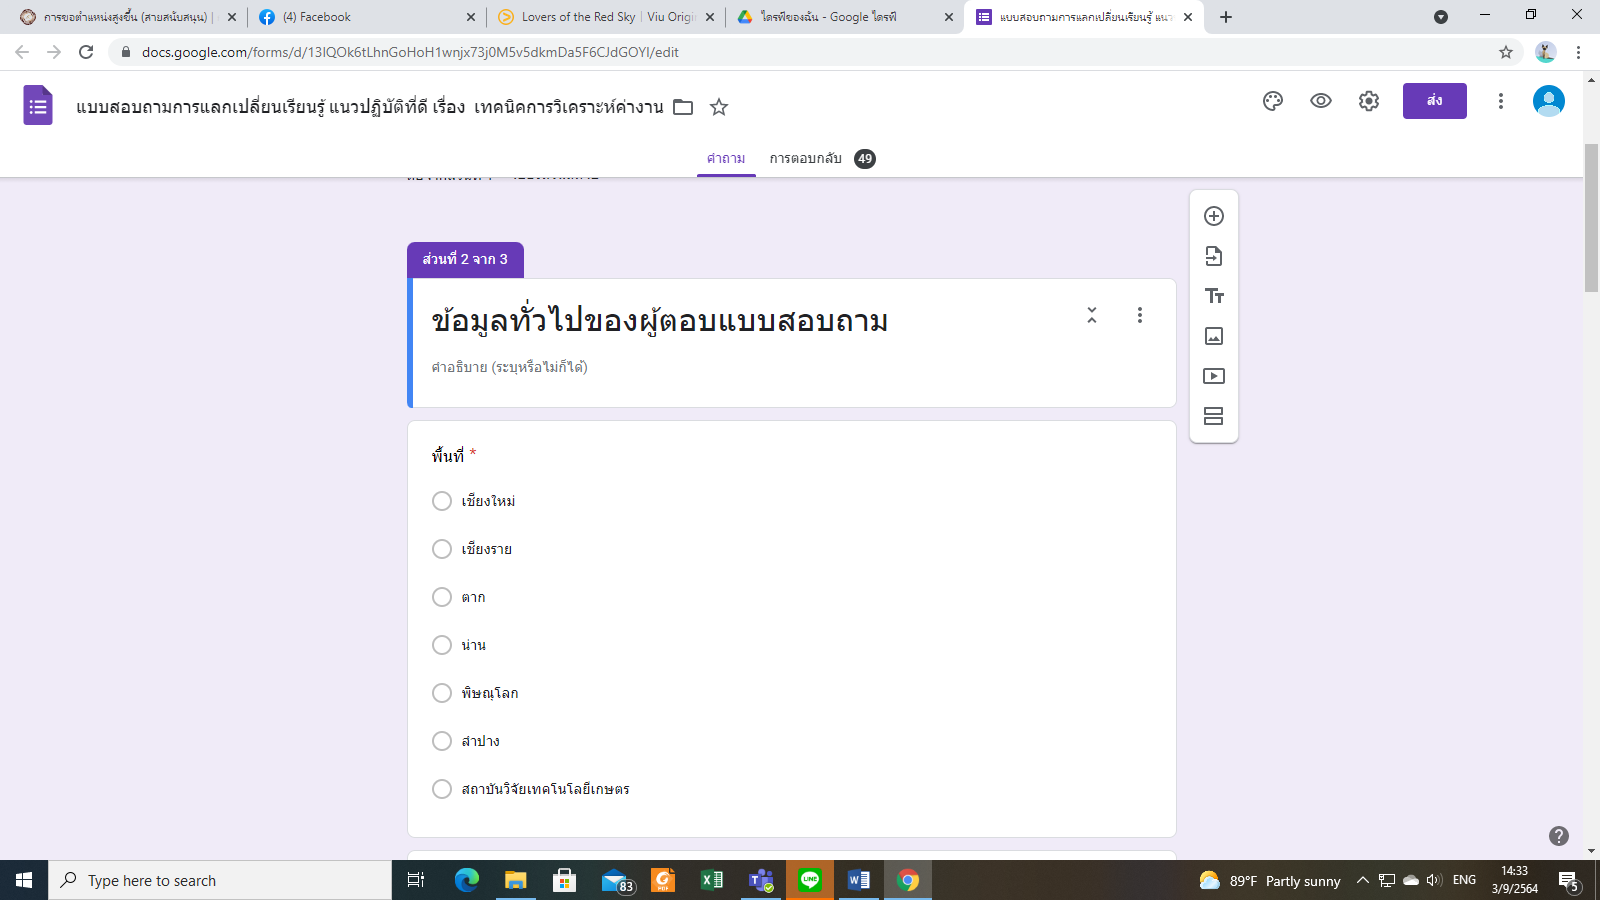 การขอตำแหน่งสูงขึ้น (สายสนับสนุน) |
(4) Facebook
Lovers of the Red Sky | Viu Origi
ไดรฟ์ของฉัน - Google ไดรฟ์
แบบสอบถามการแลกเปลี่ยนเรียนรู้ แนว
docs.google.com/forms/d/13IQOk6tLhnGoHoH1wnjx73j0M5v5dkmDa5F6CJdGOYI/edit
แบบสอบถามการแลกเปลี่ยนเรียนรู้ แนวปฏิบัติที่ดี เรื่อง เทคนิคการวิเคราะห์ค่างาน
ส่ง
คำถาม
การตอบกลับ 49
ส่วนที่ 2 จาก 3
ข้อมูลทั่วไปของผู้ตอบแบบสอบถาม
คำอธิบาย (ระบุหรือไม่ก็ได้)
พื้นที่ *
เชียงใหม่
เชียงราย
ตาก
น่าน
พิษณุโลก
ลำปาง
สถาบันวิจัยเทคโนโลยีเกษตร
Type here to search
83
89°F Partly sunny
ENG
14:33
3/9/2564
5